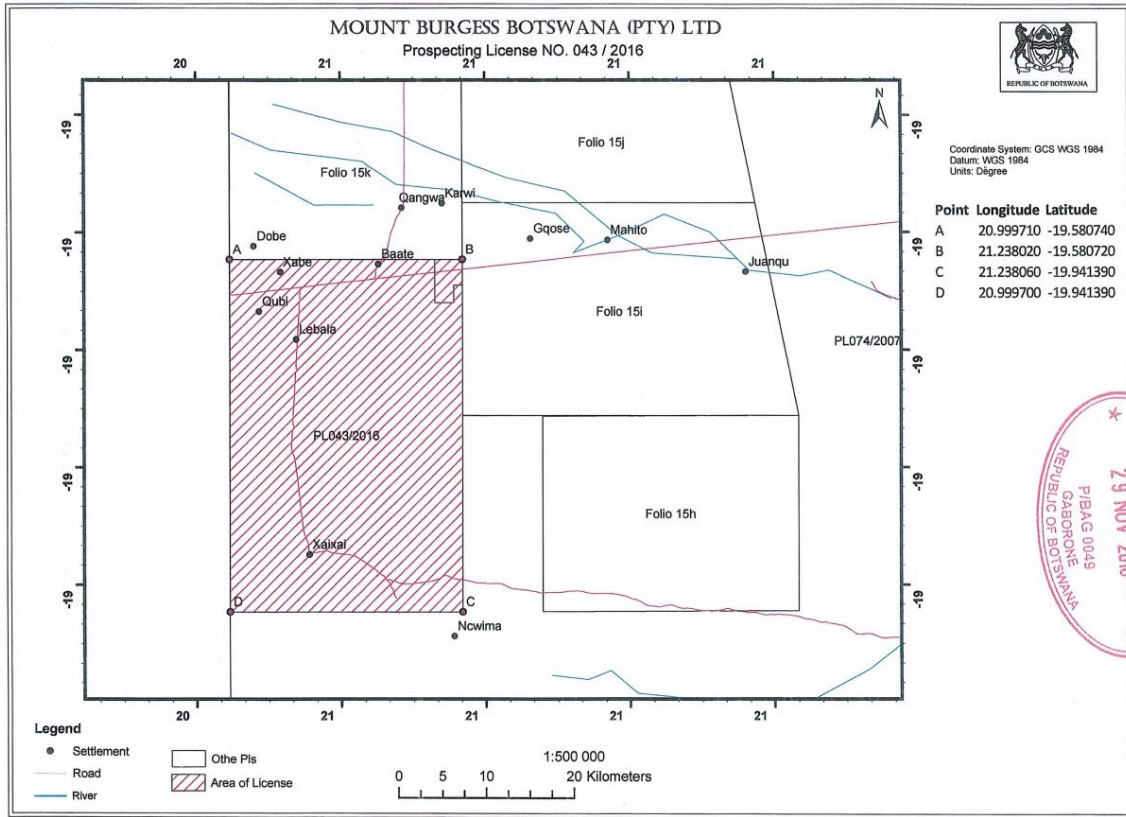 MOUNT BURGESS BOTSWANA (PTY) LTD
Prospecting License NO. 043 / 2016
REPUBLIC OF BOTSWANA
20 21 21 21 21
N
-19 -19
Folio 15j
Folio 15k
Karwi
Qangwa
Gqose
Mahito
-19 -19
Dobe
A
B
Baate
Xabe
Juanqu
Qubi
Folio 15i
Lebala
PL074/2007
-19 -19
PL043/2016
-19 -19
Folio 15h
Xaixai
-19 -19
D
C
Ncwima
20 21 21 21 21
Coordinate System: GCS WGS 1984
Datum: WGS 1984
Units: Dëgree
Point Longitude Latitude
A 20.999710 -19.580740
B 21.238020 -19.580720
C 21.238060 -19.941390
D 20.999700 -19.941390
29 NOV
P/BAG 0049
GABORONE
REPUBLIC OF BOTSWANA
Legend
Settlement
Road
River
Othe Pls
Area of License
1:500 000
0 5 10 20 Kilometers